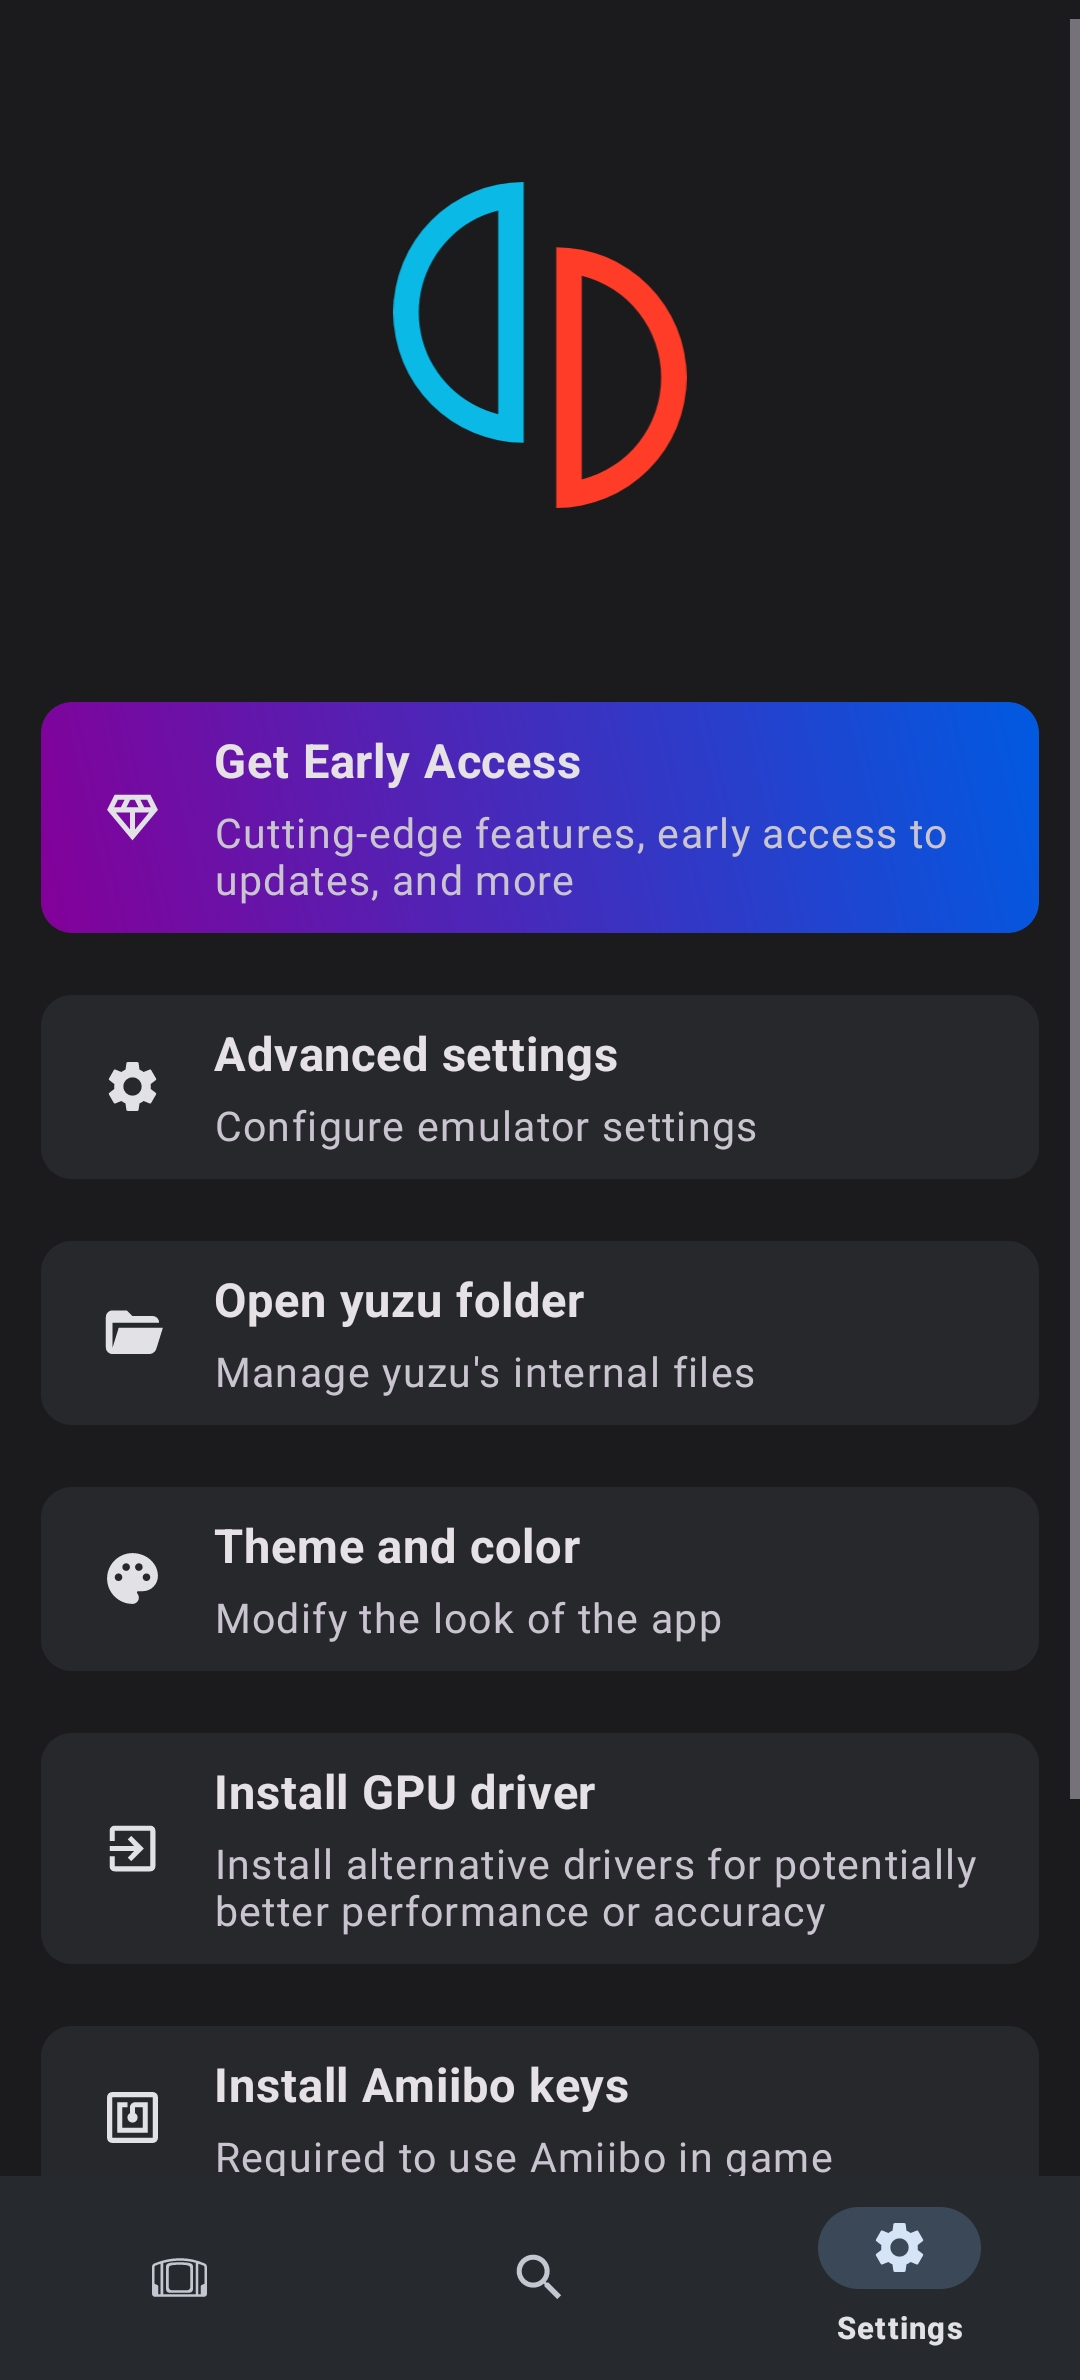 Get Early Access
Cutting-edge features, early access to
updates, and more
Advanced settings
Configure emulator settings
Open yuzu folder
Manage yuzu's internal files
Theme and color
Modify the look of the app
Install GPU driver
Install alternative drivers for potentially
better performance or accuracy
Install Amiibo keys
Required to use Amiibo in game
Settings